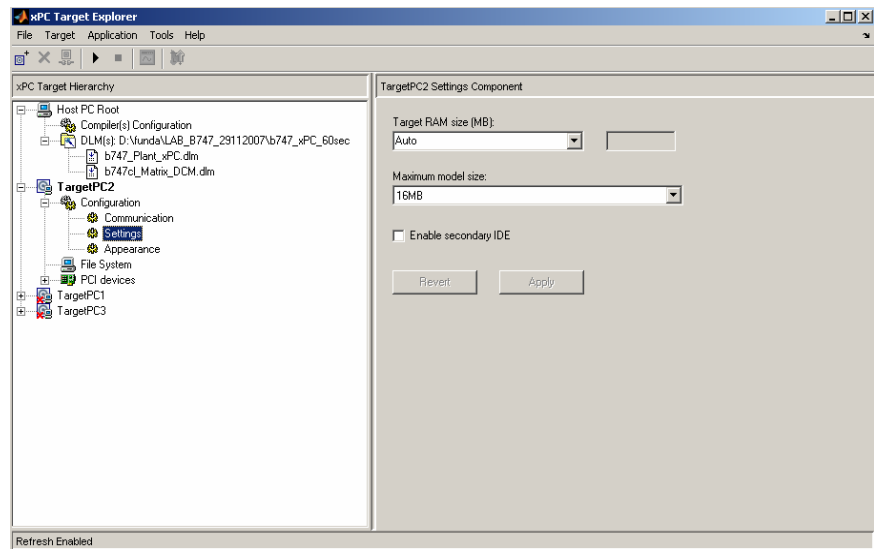 xPC Target Explorer
File Target Application Tools Help
xPC Target Hierarchy
TargetPC2 Settings Component
Host PC Root
Compiler(s) Configuration
DLM(s): D:\funda\LAB_B747_29112007\b747_xPC_60sec
b747_Plant_xPC.dlm
b747cl_Matrix_DCM.dlm
TargetPC2
Configuration
Communication
Settings
Appearance
File System
PCI devices
TargetPC1
TargetPC3
Target RAM size (MB):
Auto
Maximum model size:
16MB
Enable secondary IDE
Revert Apply
Refresh Enabled